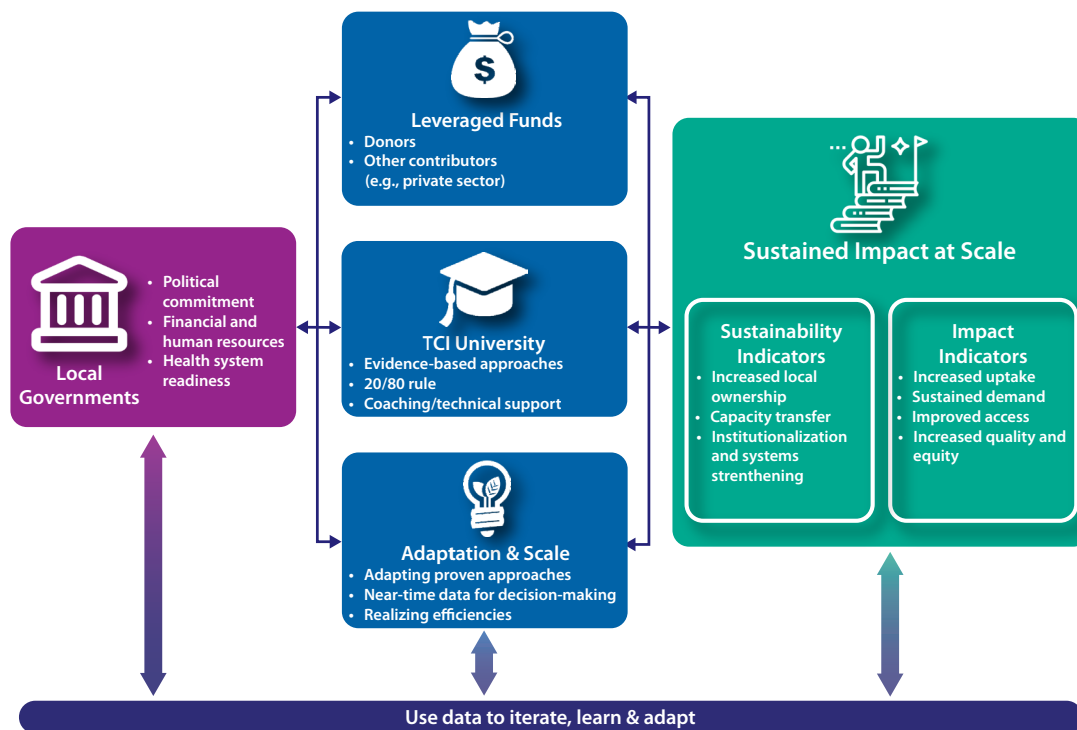 $
Leveraged Funds
• Donors
• Other contributors
(e.g., private sector)
• Political
commitment
• Financial and
human resources
• Health system
readiness
Local
Governments
TCI University
• Evidence-based approaches
• 20/80 rule
• Coaching/technical support
Adaptation & Scale
• Adapting proven approaches
• Near-time data for decision-making
• Realizing efficiencies
Sustained Impact at Scale
Sustainability
Indicators
• Increased local
ownership
• Capacity transfer
• Institutionalization
and systems
strenthening
Impact
Indicators
• Increased uptake
• Sustained demand
• Improved access
• Increased quality and
equity
Use data to iterate, learn & adapt